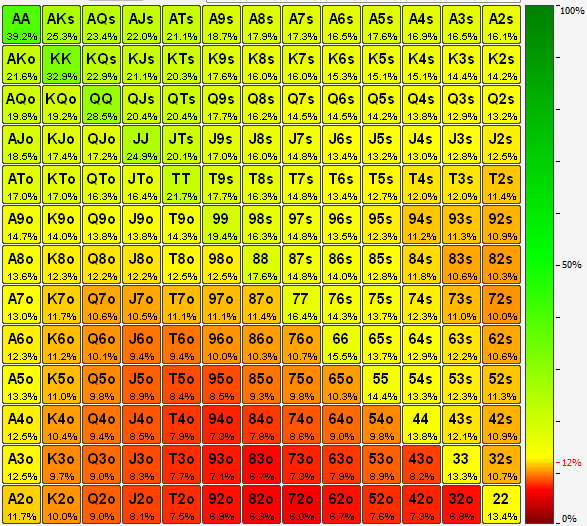 AA AKs AQs AJs ATs A9s A8s A7s A6s A5s A4s A3s A2s 100%
39.2% 25.3% 23.4% 22.0% 21.1% 18.7% 17.9% 17.3% 16.5% 17.6% 16.9% 16.5% 16.1%
AKo KK KQs KJs KTs K9s K8s K7s K6s K5s K4s K3s K2s
21.6% 32.9% 22.9% 21.1% 20.3% 17.6% 16.0% 16.0% 15.3% 15.1% 15.1% 14.4% 14.2%
AQo KQo QQ QJs QTs Q9s Q8s Q7s Q6s Q5s Q4s Q3s Q2s
19.8% 19.2% 28.5% 20.4% 20.4% 17.7% 16.2% 14.5% 14.5% 14.2% 13.8% 12.9% 13.2%
AJo KJo QJo JJ JTs J9s J8s J7s J6s J5s J4s J3s J2s
18.5% 17.4% 17.2% 24.9% 20.1% 17.0% 16.0% 14.8% 13.4% 13.2% 13.0% 12.8% 12.5%
ATo KTo QTo JTo TT T9s T8s T7s T6s T5s T4s T3s T2s
17.0% 17.0% 16.3% 16.4% 21.7% 17.7% 16.3% 14.8% 13.4% 12.7% 12.0% 12.0% 11.4%
A9o K9o Q9o J9o T9o 99 98s 97s 96s 95s 94s 93s 92s
14.7% 14.0% 13.8% 13.8% 14.3% 19.4% 16.3% 14.8% 13.5% 12.3% 11.2% 11.3% 10.9%
A8o K8o Q8o J8o T8o 98o 88 87s 86s 85s 84s 83s 82s 50%
13.6% 12.3% 12.2% 12.2% 12.5% 12.5% 17.6% 14.8% 14.0% 12.8% 11.8% 10.6% 10.3%
A7o K7o Q7o J7o T7o 97o 87o 77 76s 75s 74s 73s 72s
13.0% 11.7% 10.6% 10.5% 11.1% 11.1% 11.4% 16.4% 14.3% 13.7% 12.3% 11.0% 10.0%
A6o K6o Q6o J6o T6o 96o 86o 76o 66 65s 64s 63s 62s
12.3% 11.2% 10.1% 9.4% 9.4% 10.0% 10.3% 10.7% 15.5% 13.7% 12.9% 12.2% 10.6%
A5o K5o Q5o J5o T5o 95o 85o 75o 65o 55 54s 53s 52s
13.3% 11.0% 9.8% 8.9% 8.4% 8.5% 9.3% 9.8% 10.3% 14.4% 13.3% 12.3% 11.3%
A4o K4o Q4o J4o T4o 94o 84o 74o 64o 54o 44 43s 42s
12.5% 10.4% 9.4% 8.5% 7.9% 7.3% 7.8% 8.6% 9.0% 9.8% 13.8% 12.1% 10.9%
A3o K3o Q3o J3o T3o 93o 83o 73o 63o 53o 43o 33 32s 12%
12.5% 9.7% 9.0% 8.3% 7.7% 7.1% 6.7% 7.3% 7.9% 8.9% 8.2% 13.3% 10.7%
A2o K2o Q2o J2o T2o 92o 82o 72o 62o 52o 42o 32o 22
11.7% 10.0% 9.0% 8.1% 7.5% 6.9% 6.3% 6.0% 6.7% 7.6% 7.3% 6.6% 13.4% 0%